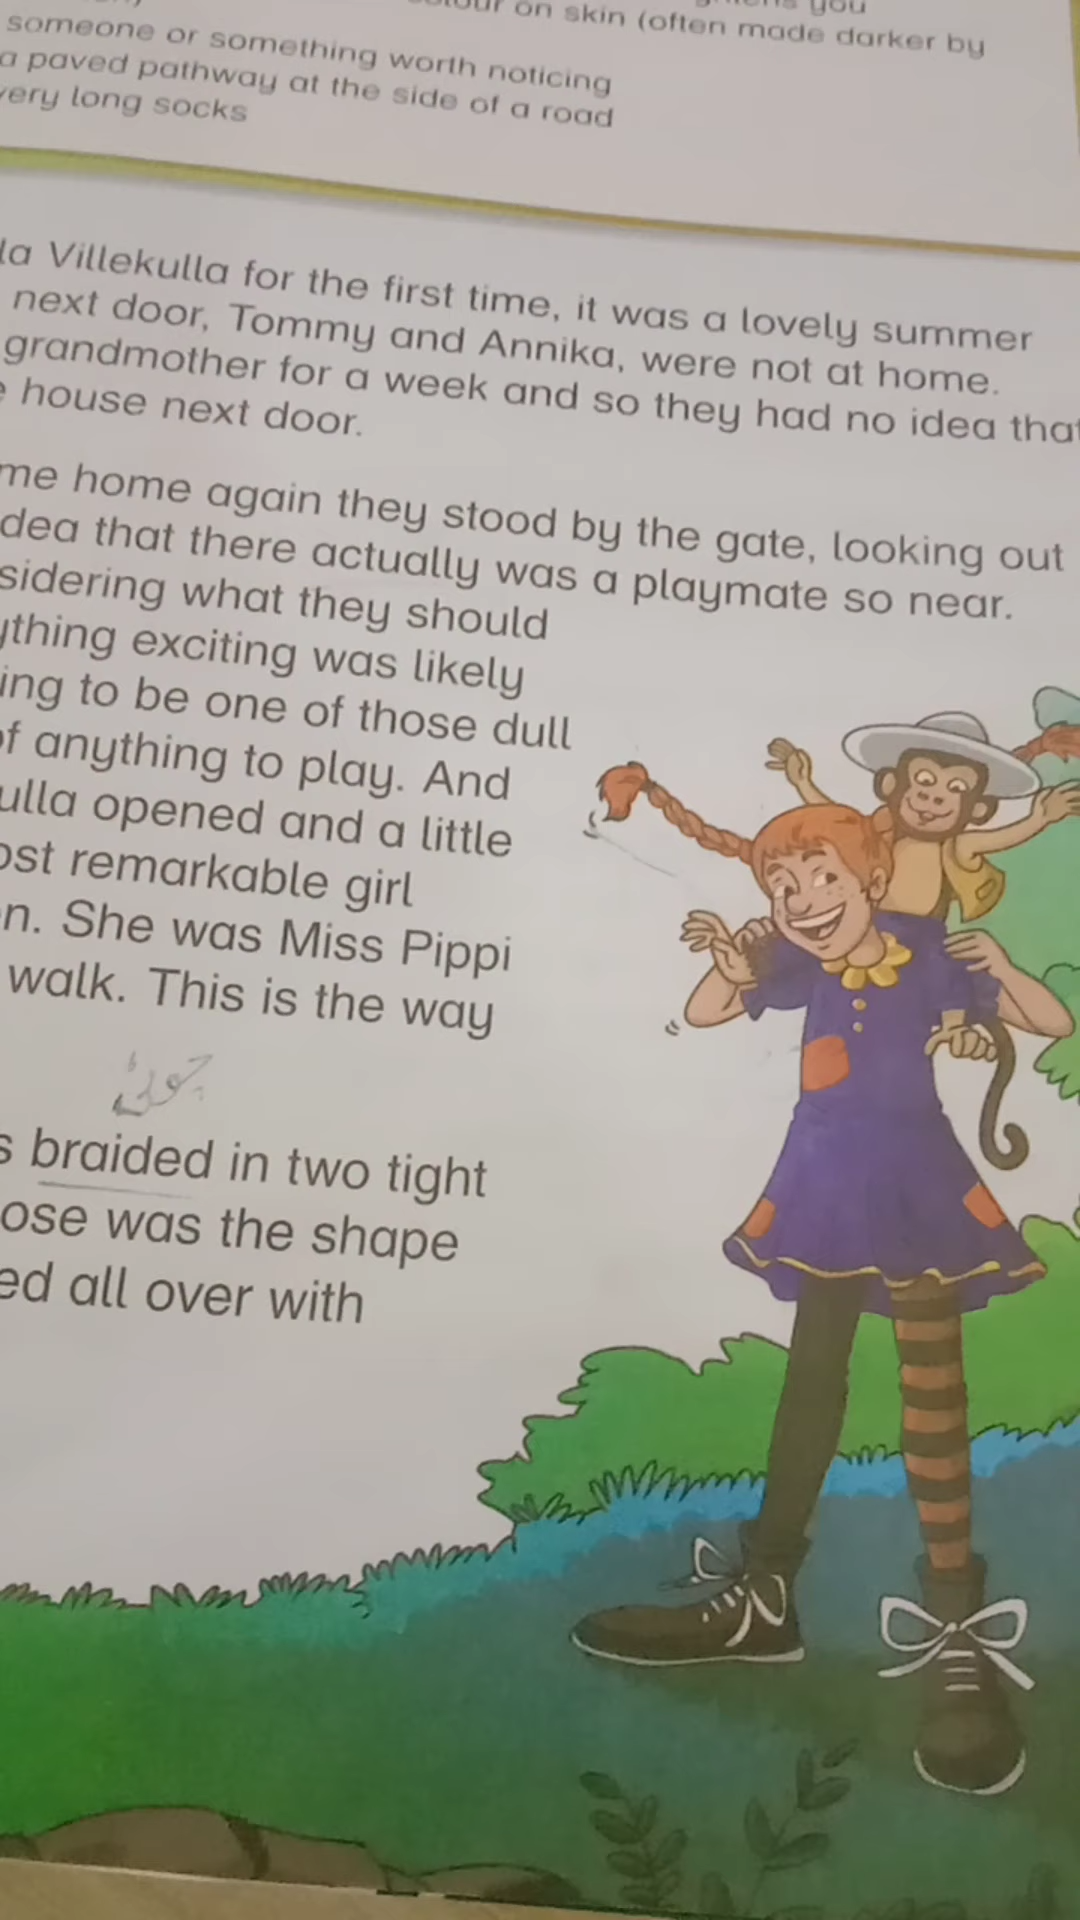 you
on skin (often made darker by
someone or something worth noticing
a paved pathway at the side of a road
very long socks
la Villekulla for the first time, it was a lovely summer
next door, Tommy and Annika, were not at home.
grandmother for a week and so they had no idea that
house next door.
me home again they stood by the gate, looking out
dea that there actually was a playmate so near.
sidering what they should
ything exciting was likely
ing to be one of those dull
of anything to play. And
ulla opened and a little
ost remarkable girl
n. She was Miss Pippi
walk. This is the way
s braided in two tight
ose was the shape
ed all over with